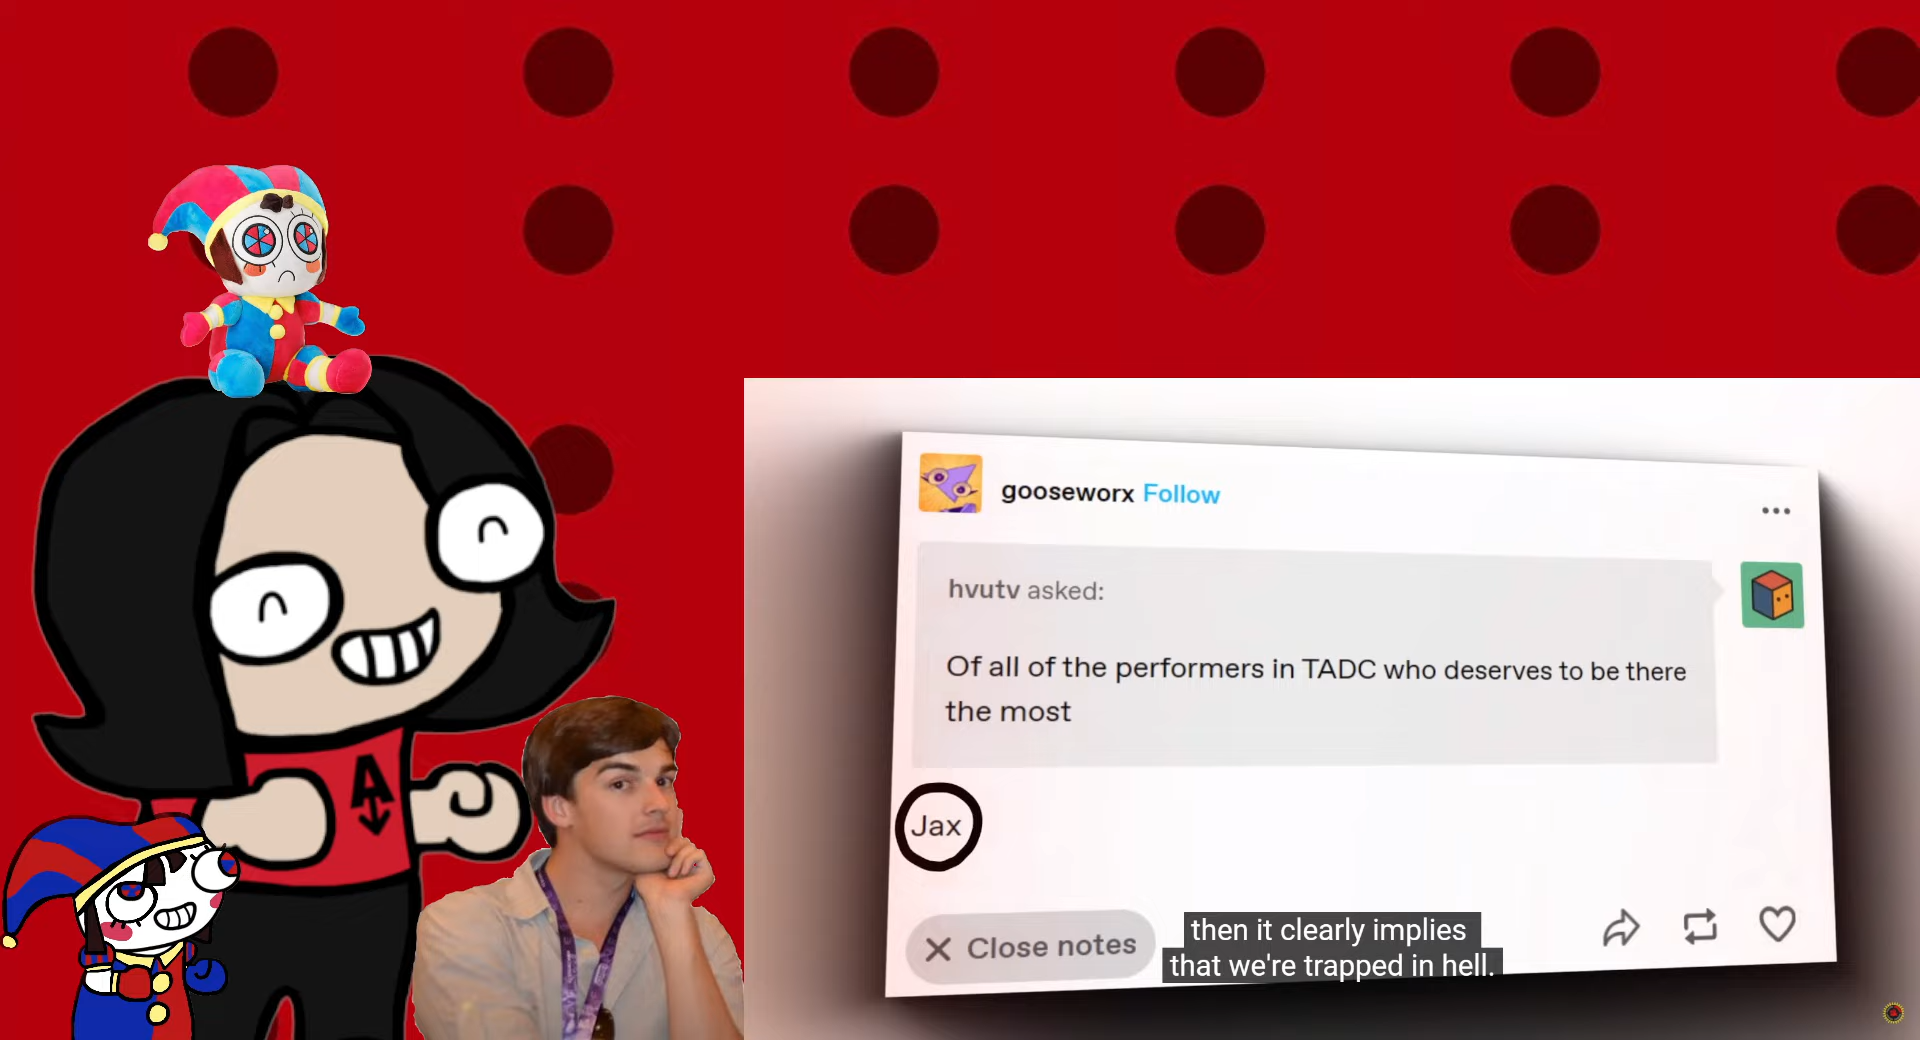 gooseworx Follow
hvutv asked:
Of all of the performers in TADC who deserves to be there
the most
Jax
Close notes
then it clearly implies
that we're trapped in hell.
A